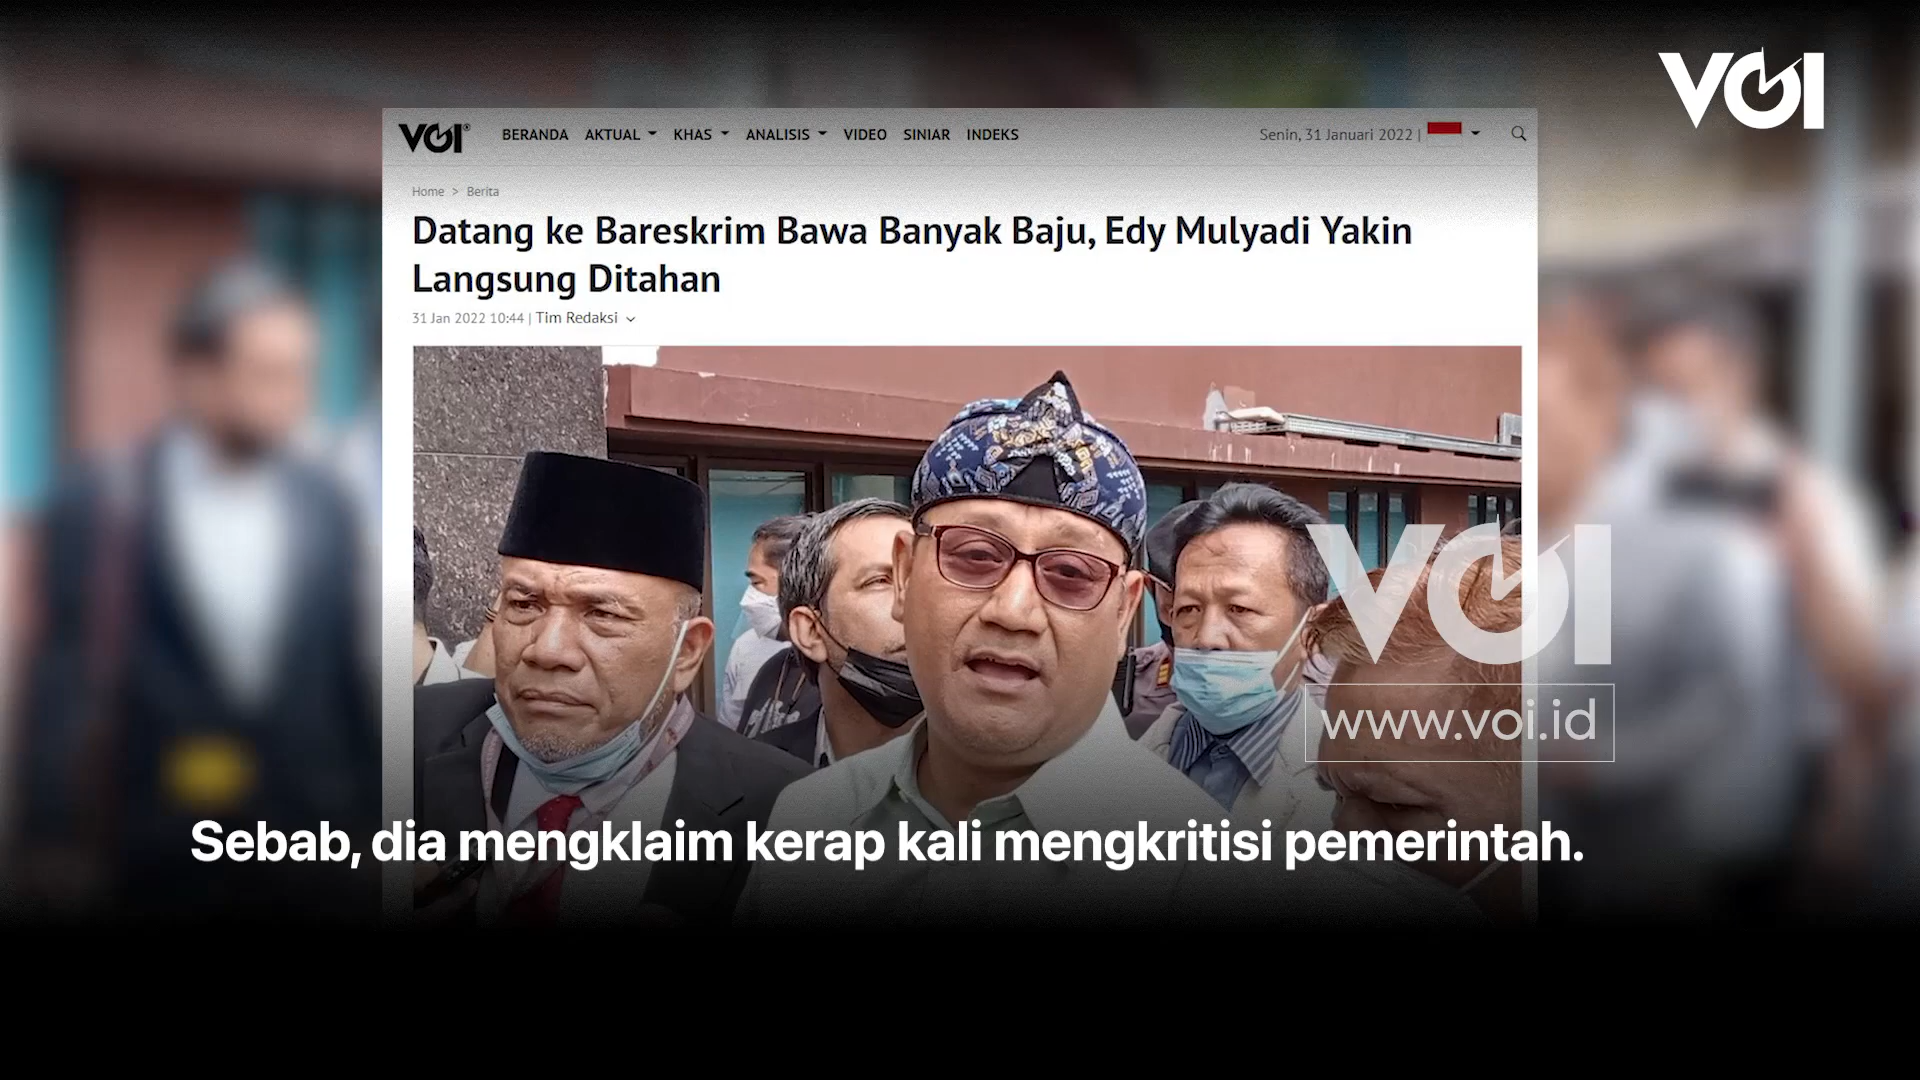 VOI
VOI® BERANDA AKTUAL KHAS ANALISIS VIDEO SINIAR INDEKS Senin, 31 Januari 2022 |
Home > Berita
Datang ke Bareskrim Bawa Banyak Baju, Edy Mulyadi Yakin
Langsung Ditahan
31 Jan 2022 10:44 | Tim Redaksi
VOI
www.voi.id
Sebab, dia mengklaim kerap kali mengkritisi pemerintah.